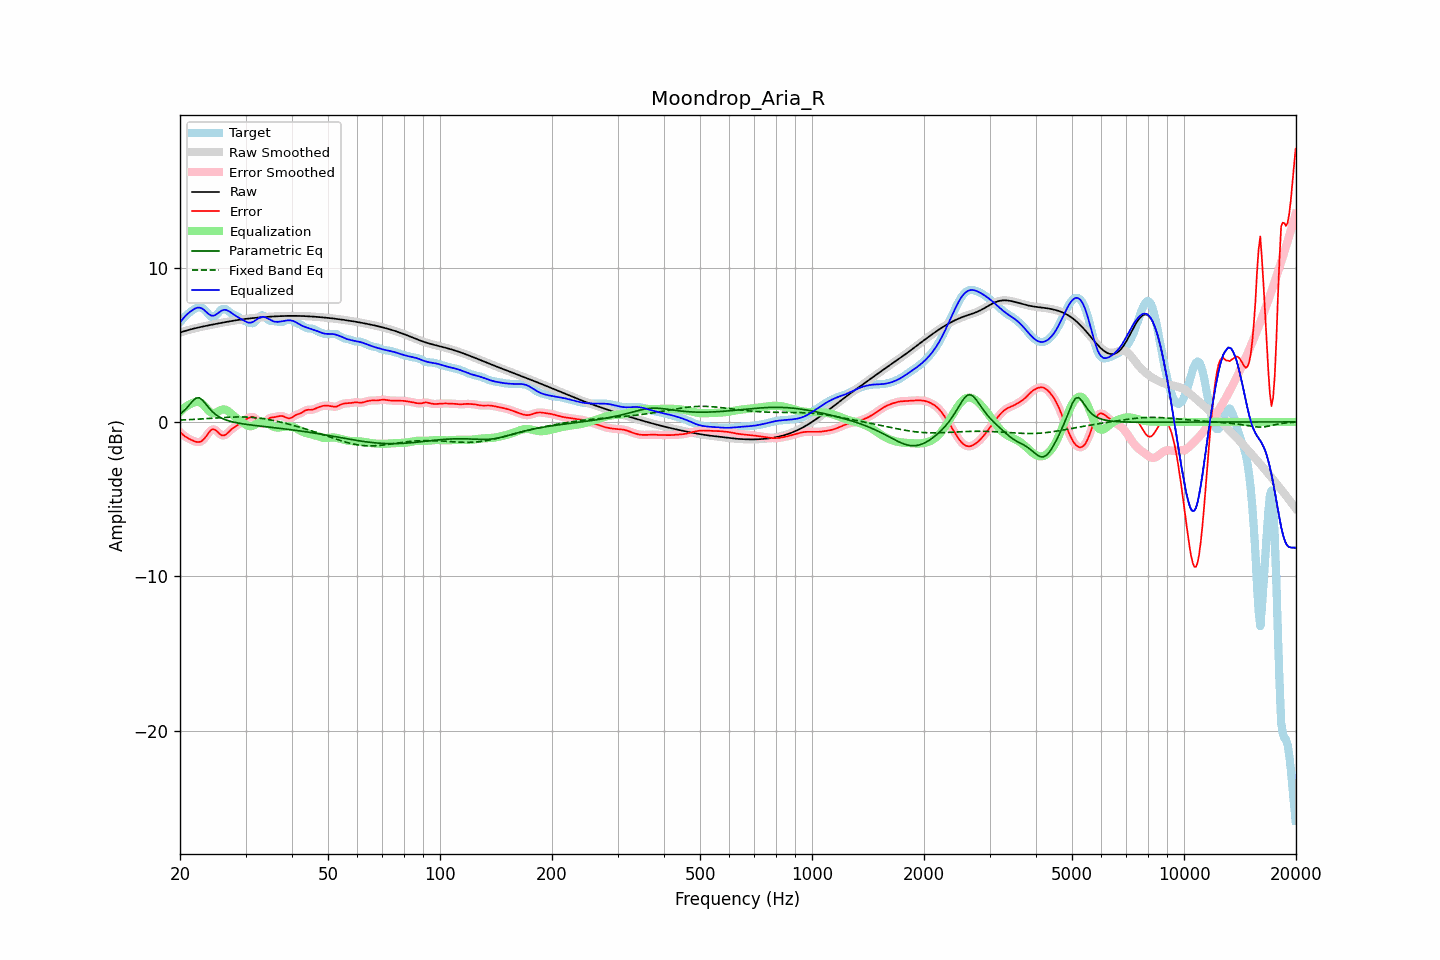 Moondrop_Aria_R
Target
Raw Smoothed
Error Smoothed
Raw
Error
Equalization
Parametric Eq
Fixed Band Eq
Equalized
Amplitude (dBr)
10
0
−10
−20
20 50 100 200 500 1000 2000 5000 10000 20000
Frequency (Hz)